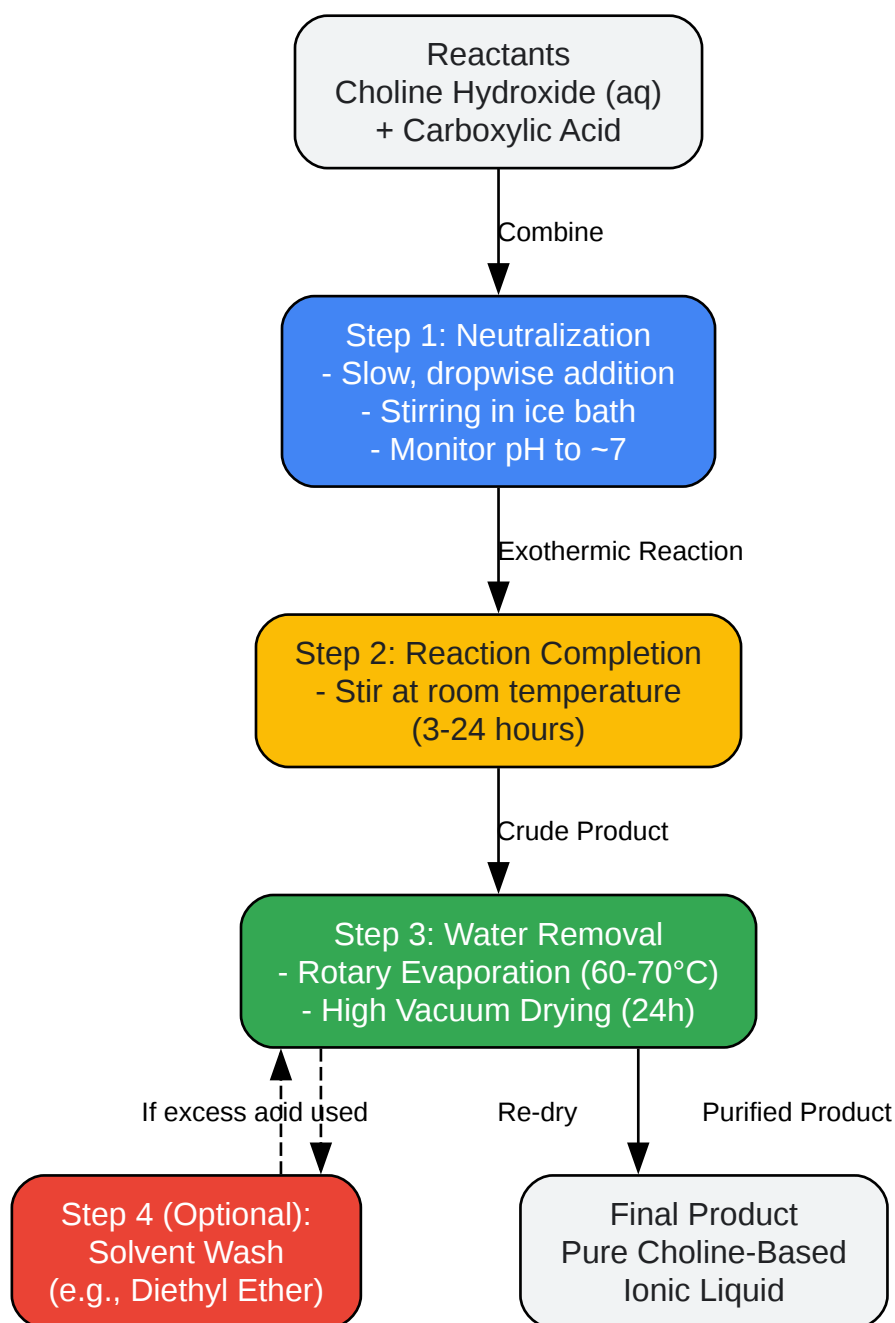 Reactants
Choline Hydroxide (aq)
+ Carboxylic Acid
Combine
Step 1: Neutralization
- Slow, dropwise addition
- Stirring in ice bath
- Monitor pH to ~7
Exothermic Reaction
Step 2: Reaction Completion
- Stir at room temperature
(3-24 hours)
Crude Product
Step 3: Water Removal
- Rotary Evaporation (60-70°C)
- High Vacuum Drying (24h)
If excess acid used
Re-dry
Purified Product
Step 4 (Optional):
Solvent Wash
(e.g., Diethyl Ether)
Final Product
Pure Choline-Based
Ionic Liquid